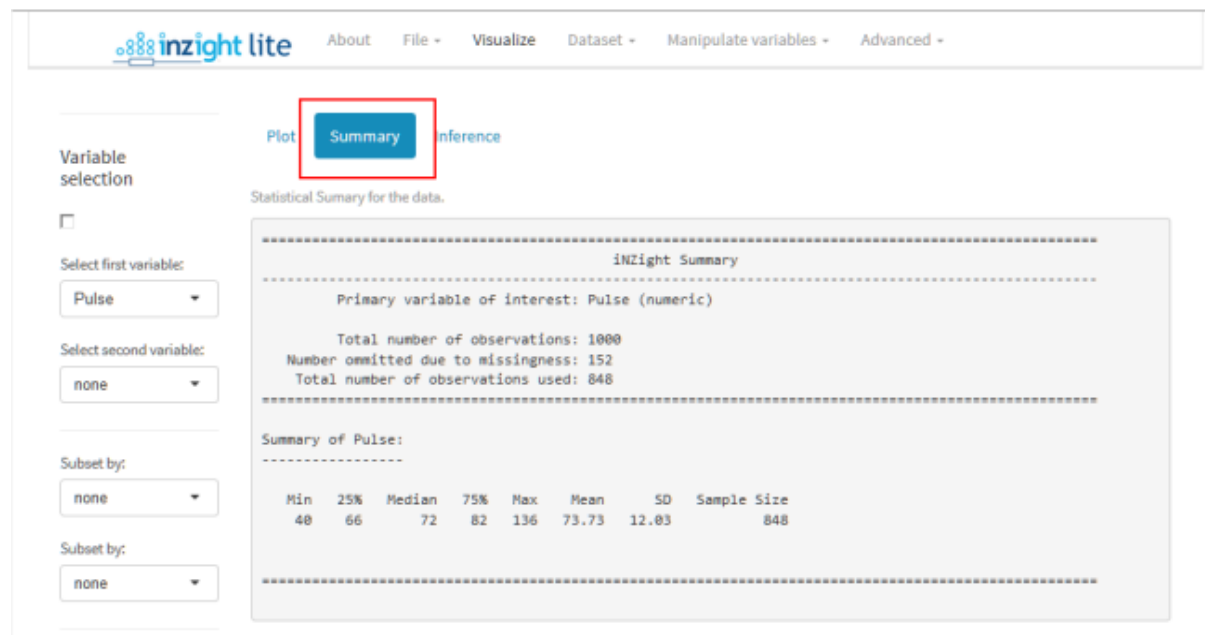 inzight lite About File Visualize Dataset Manipulate variables Advanced
Plot Summary Inference
Variable
selection
Select first variable:
Pulse
Select second variable:
none
Subset by:
none
Subset by:
none
Statistical Sumary for the data.
================================================================================
iNZight Summary
--------------------------------------------------------------------------------
Primary variable of interest: Pulse (numeric)
Total number of observations: 1000
Number ommitted due to missingness: 152
Total number of observations used: 848
================================================================================
Summary of Pulse:
-----------------
Min 25% Median 75% Max Mean SD Sample Size
40 66 72 82 136 73.73 12.03 848
================================================================================